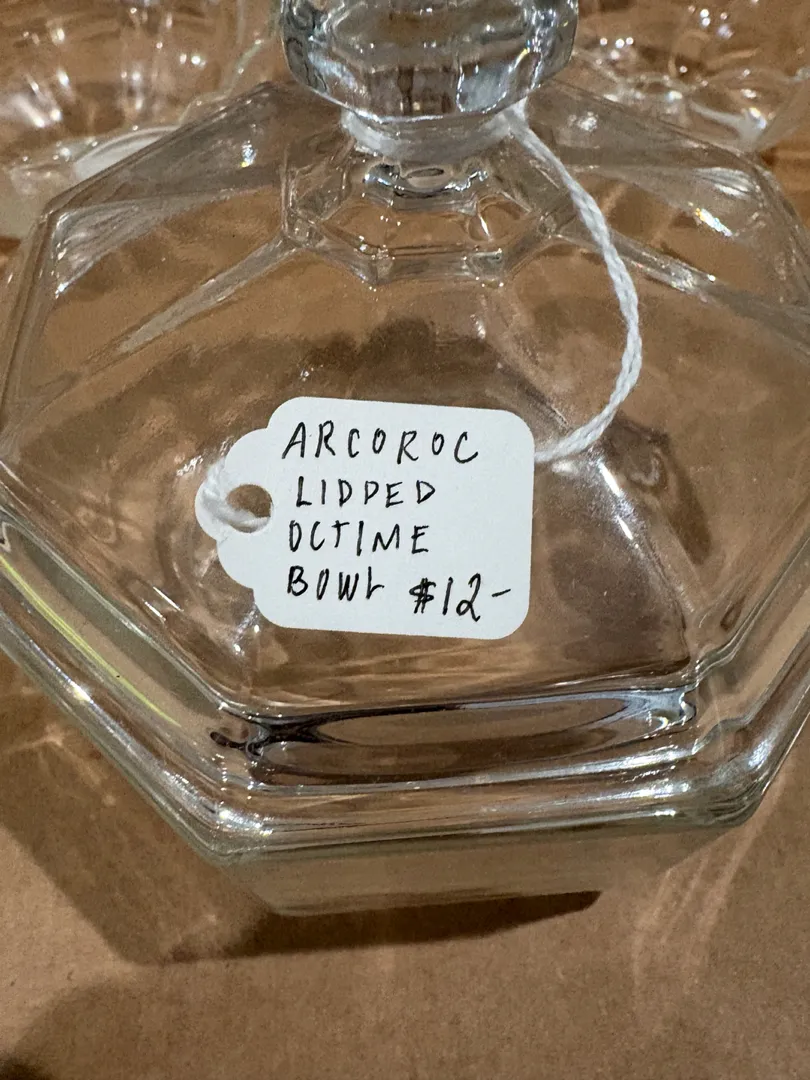 ARCOROC
LIDDED
OCTIME
BOWL $12-